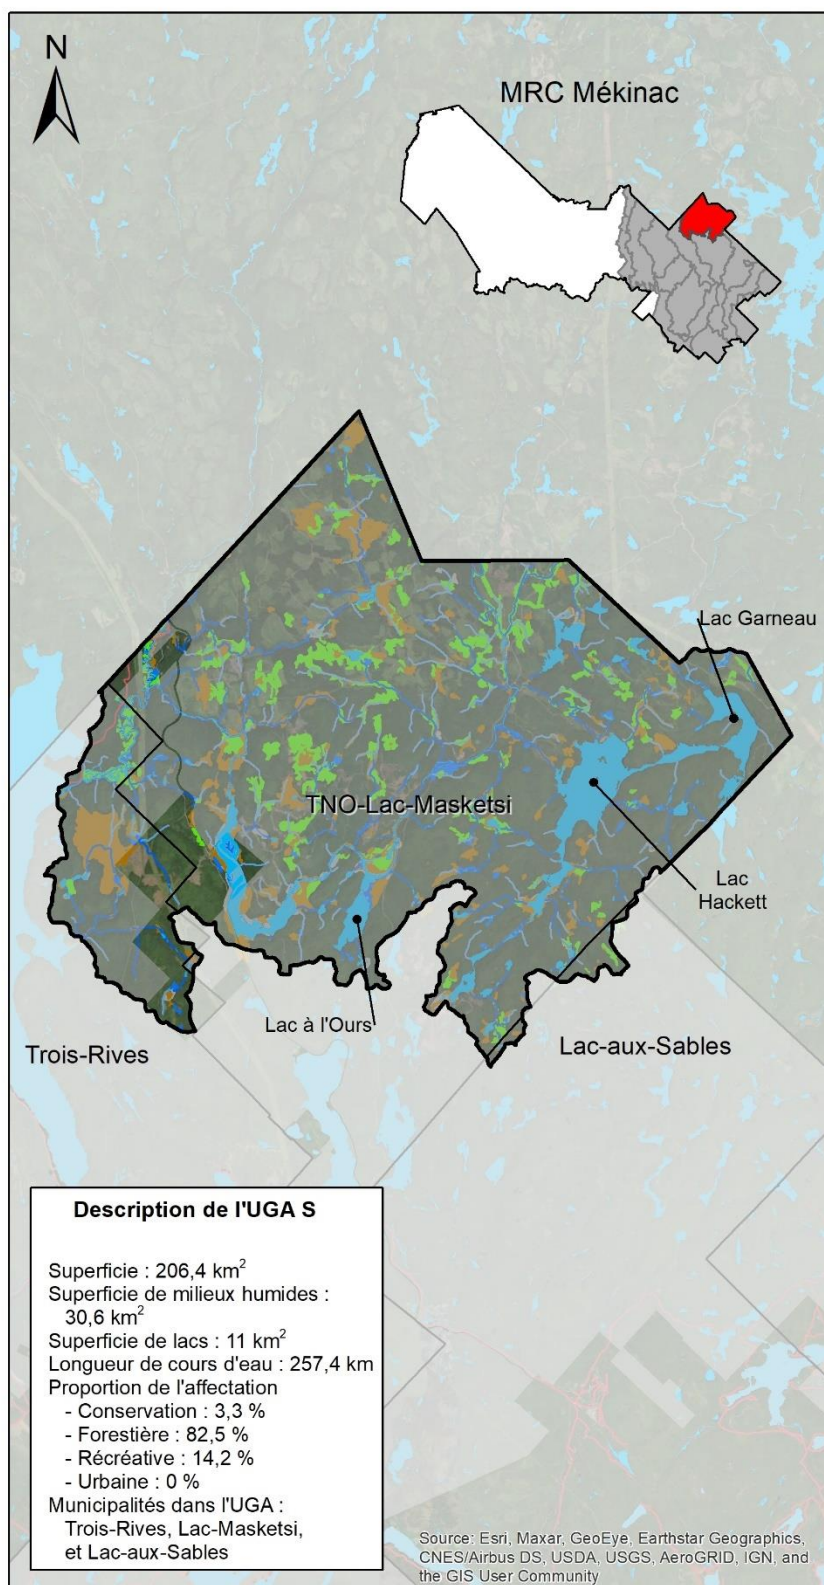 N
MRC Mékinac
Lac Garneau
TNO-Lac-Masketsi
Lac
Hackett
Lac à l'Ours
Trois-Rives
Lac-aux-Sables
Description de l'UGA S
Superficie : 206,4 km²
Superficie de milieux humides :
30,6 km²
Superficie de lacs : 11 km²
Longueur de cours d'eau : 257,4 km
Proportion de l'affectation
- Conservation : 3,3 %
- Forestière : 82,5 %
- Récréative : 14,2 %
- Urbaine : 0 %
Municipalités dans l'UGA :
Trois-Rives, Lac-Masketsi,
et Lac-aux-Sables
Source: Esri, Maxar, GeoEye, Earthstar Geographics,
CNES/Airbus DS, USDA, USGS, AeroGRID, IGN, and
the GIS User Community